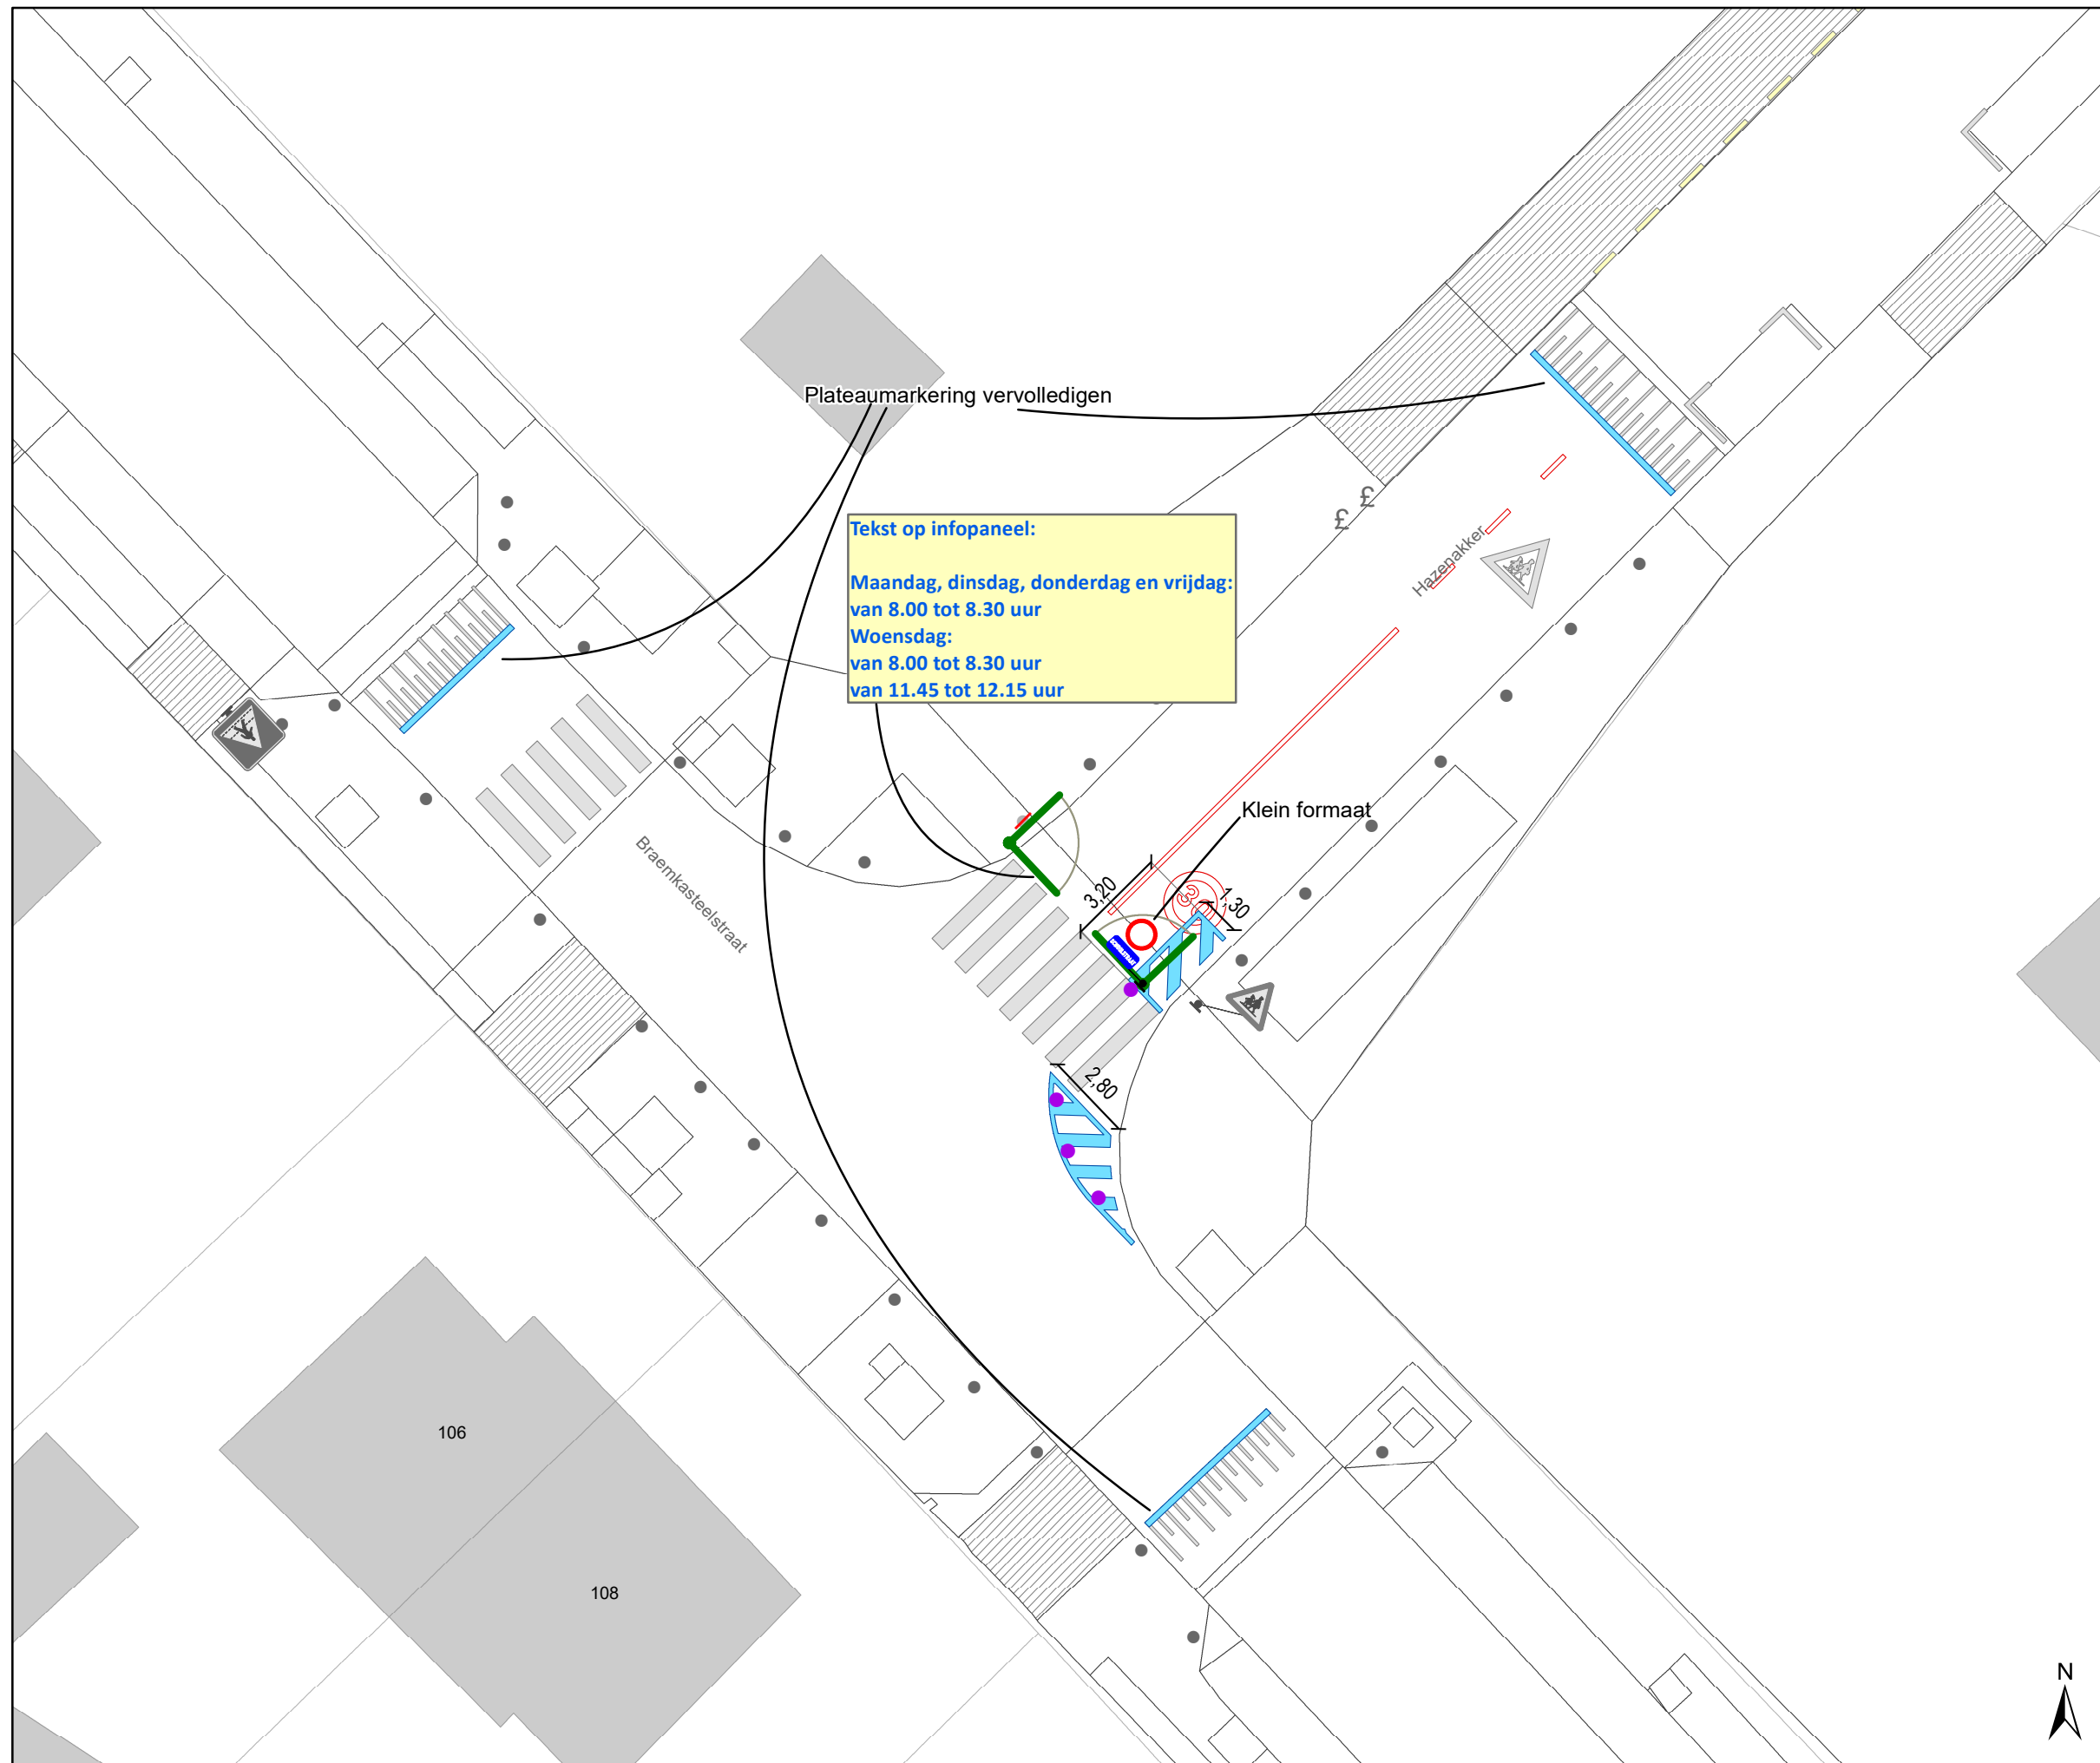 Plateaumarkering vervolledigen
£
£
Hazenakker
Tekst op infopaneel:
Maandag, dinsdag, donderdag en vrijdag:
van 8.00 tot 8.30 uur
Woensdag:
van 8.00 tot 8.30 uur
van 11.45 tot 12.15 uur
Klein formaat
Braemkasteelstraat
3,20
30
1,30
2,80
106
108
N